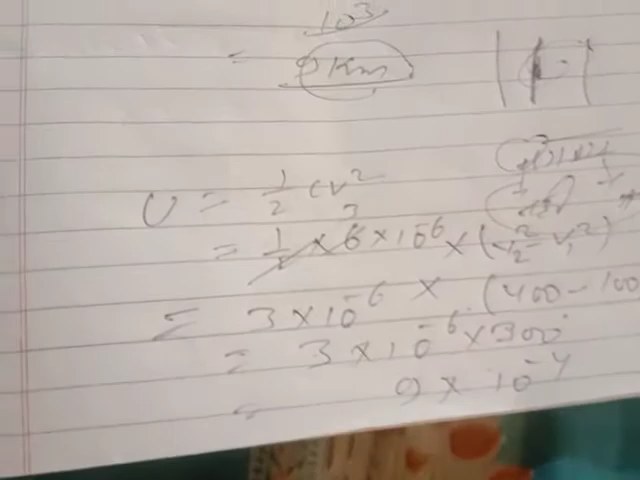 10³
= 9 Km
U = 1/2 cv²
= 1/2 × 6 × 10⁻⁶ × (v₂² - v₁²)
3
= 3 × 10⁻⁶ × (400 - 100
= 3 × 10⁻⁶ × 300
= 9 × 10⁻⁴